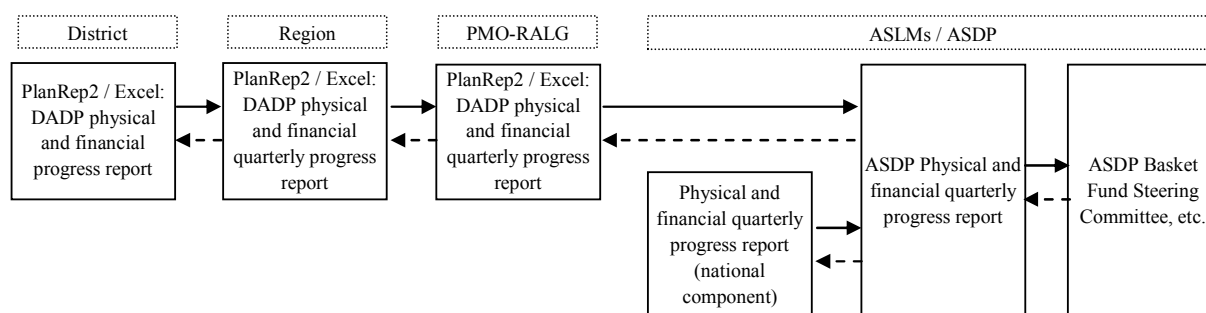 District
Region
PMO-RALG
ASLMs / ASDP
PlanRep2 / Excel:
DADP physical
and financial
progress report
PlanRep2 / Excel:
DADP physical
and financial
quarterly progress
report
PlanRep2 / Excel:
DADP physical
and financial
quarterly progress
report
Physical and
financial quarterly
progress report
(national
component)
ASDP Physical and
financial quarterly
progress report
ASDP Basket
Fund Steering
Committee, etc.